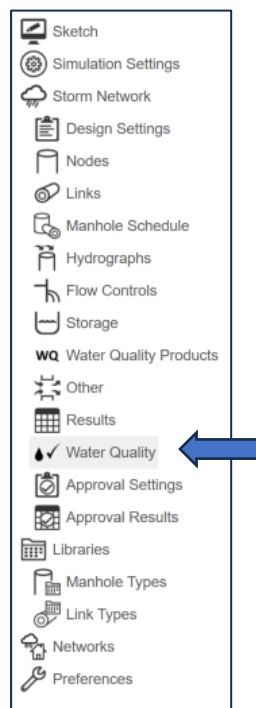 Sketch
Simulation Settings
Storm Network
Design Settings
Nodes
Links
Manhole Schedule
Hydrographs
Flow Controls
Storage
WQ Water Quality Products
Other
Results
Water Quality
Approval Settings
Approval Results
Libraries
Manhole Types
Link Types
Networks
Preferences